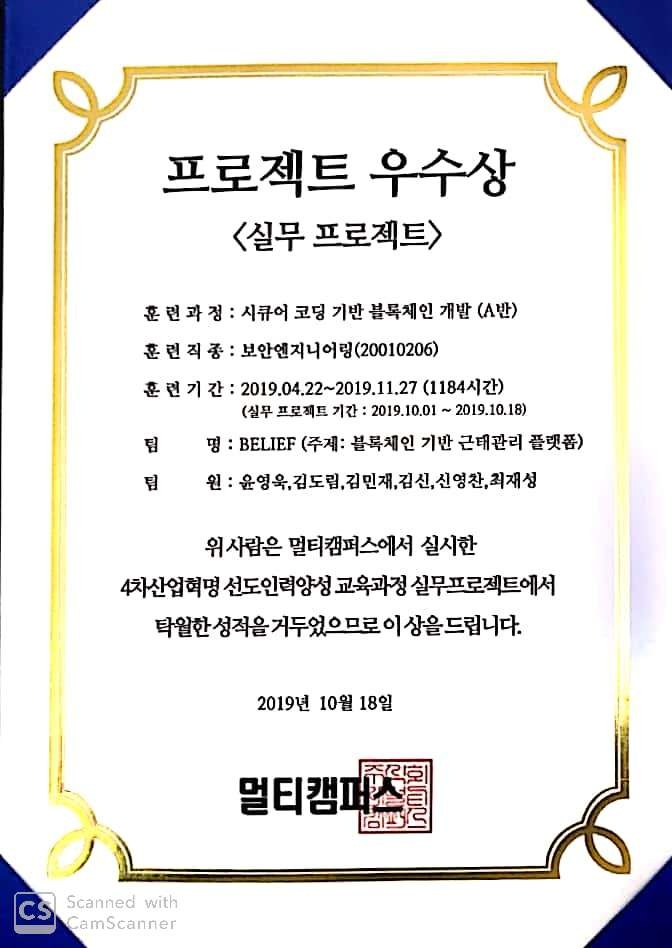 프로젝트 우수상
<실무 프로젝트>
훈련과정 : 시큐어 코딩 기반 블록체인 개발 (A반)
훈련직종 : 보안엔지니어링(20010206)
훈련기간 : 2019.04.22~2019.11.27 (1184시간)
(실무 프로젝트 기간 : 2019.10.01 ~ 2019.10.18)
팀 명 : BELIEF (주제: 블록체인 기반 근태관리 플랫폼)
팀 원 : 윤영욱,김도림,김민재,김신,신영찬,최재성
위 사람은 멀티캠퍼스에서 실시한
4차산업혁명 선도인력양성 교육과정 실무프로젝트에서
탁월한 성적을 거두었으므로 이 상을 드립니다.
2019년 10월 18일
멀티캠퍼스
CS Scanned with
CamScanner